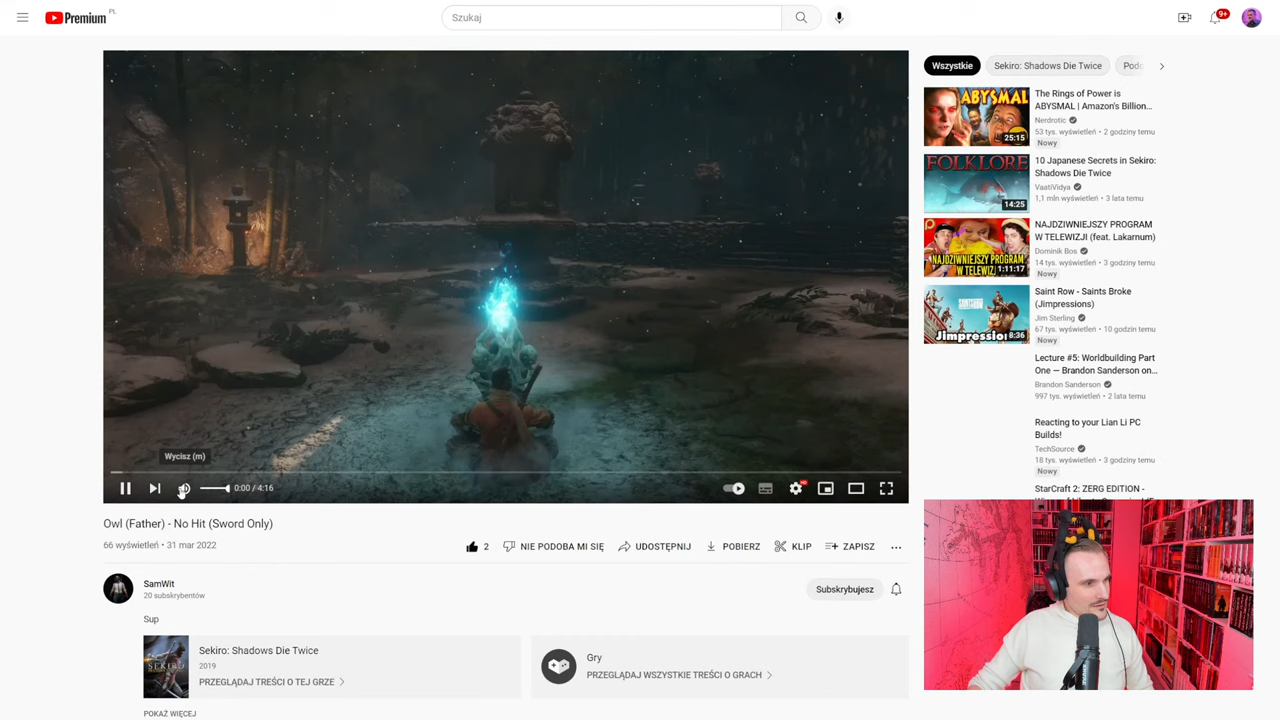 Premium PL
Szukaj
9+
Wycisz (m)
0:00 / 4:16
Owl (Father) - No Hit (Sword Only)
66 wyświetleń • 31 mar 2022
2
NIE PODOBA MI SIĘ
UDOSTĘPNIJ
POBIERZ
KLIP
ZAPISZ
SamWit
20 subskrybentów
Subskrybujesz
Sup
SEKIRO
Sekiro: Shadows Die Twice
2019
PRZEGLĄDAJ TREŚCI O TEJ GRZE
Gry
PRZEGLĄDAJ WSZYSTKIE TREŚCI O GRACH
POKAŻ WIĘCEJ
Wszystkie
Sekiro: Shadows Die Twice
ABYSMAL
25:15
The Rings of Power is
ABYSMAL | Amazon's Billion...
Nerdrotic
53 tys. wyświetleń • 2 godziny temu
Nowy
FOLKLORE
14:25
10 Japanese Secrets in Sekiro:
Shadows Die Twice
VaatiVidya
1,1 mln wyświetleń • 3 lata temu
NAJDZIWNIEJSZY PROGRAM
1:11:17
NAJDZIWNIEJSZY PROGRAM
W TELEWIZJI (feat. Lakarnum)
Dominik Bos
14 tys. wyświetleń • 3 godziny temu
Nowy
8:36
Saint Row - Saints Broke
(Jimpressions)
Jim Sterling
67 tys. wyświetleń • 10 godzin temu
Nowy
Lecture #5: Worldbuilding Part
One — Brandon Sanderson on...
Brandon Sanderson
997 tys. wyświetleń • 2 lata temu
Reacting to your Lian Li PC
Builds!
TechSource
18 tys. wyświetleń • 3 godziny temu
Nowy
StarCraft 2: ZERG EDITION -